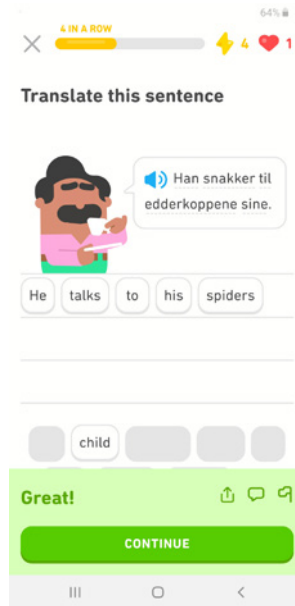 64%
4 IN A ROW
4
1
Translate this sentence
Han snakker til
edderkoppene sine.
He talks to his spiders
child
Great!
CONTINUE